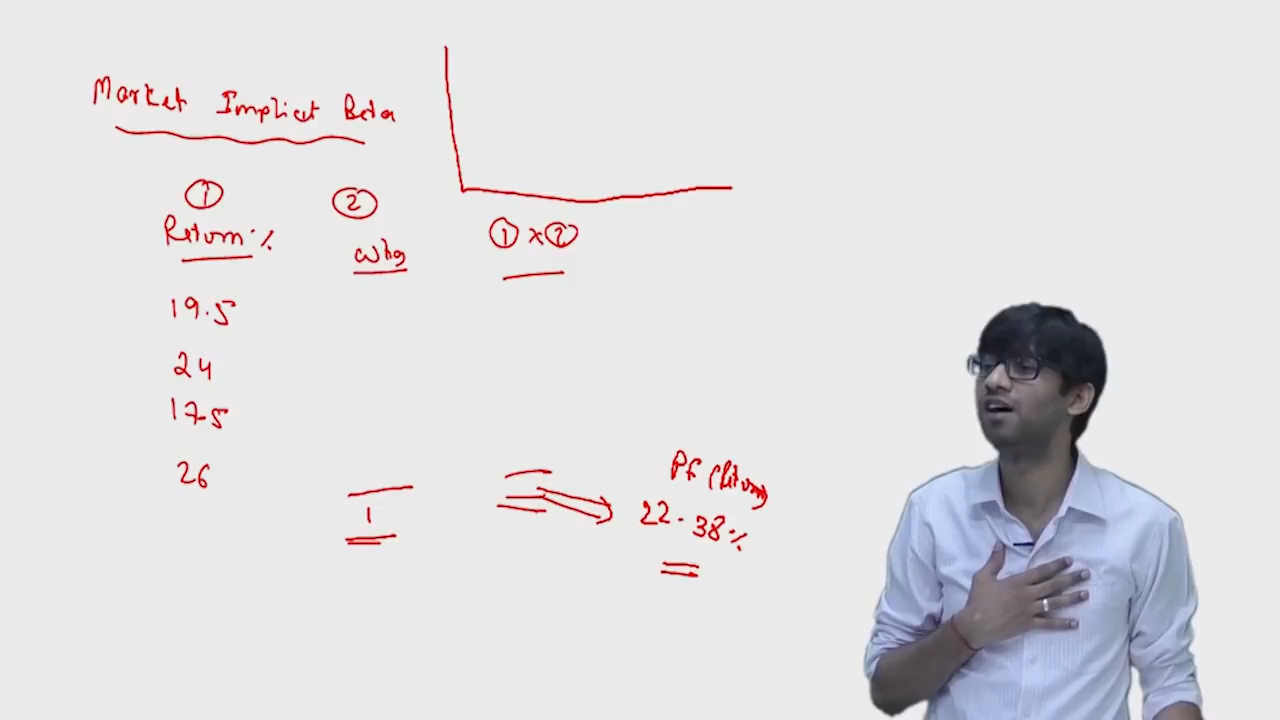 Market Implicit Beta
① ②
Return % Wtg ① x ②
19.5
24
17.5
26
1
Pf (Return)
22.38%